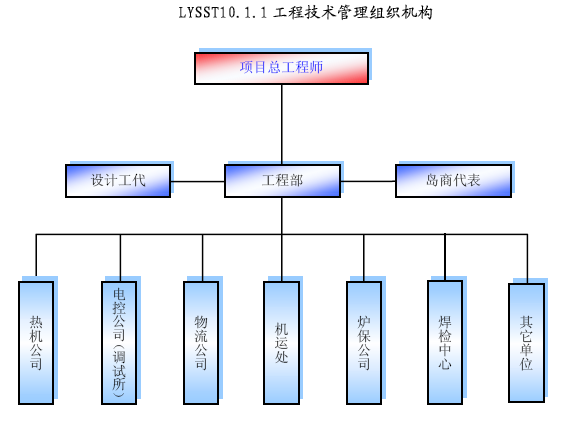 LYSST10.1.1工程技术管理组织机构
项目总工程师
设计工代
工程部
岛商代表
热机公司
电控公司（调试所）
物流公司
机运处
炉保公司
焊检中心
其它单位